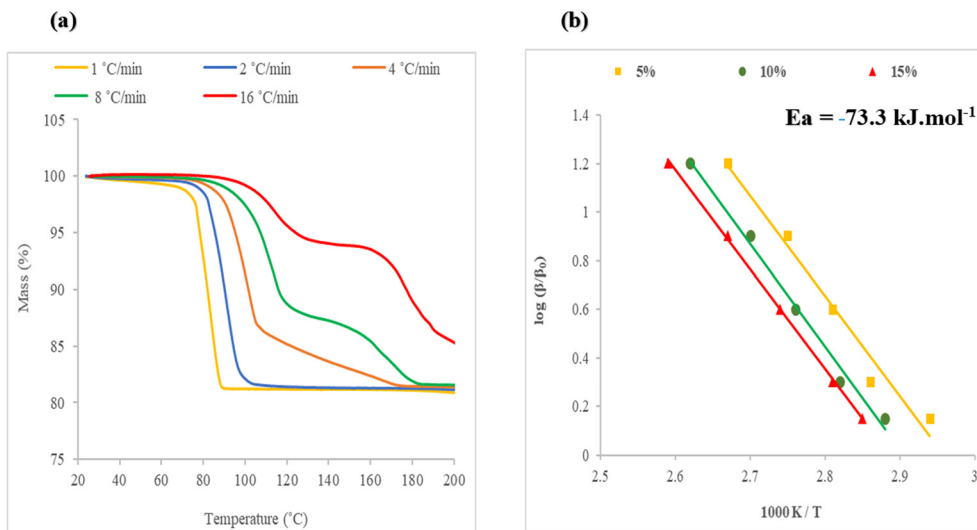 (a)
1 ˚C/min
2 ˚C/min
4 ˚C/min
8 ˚C/min
16 ˚C/min
105
100
95
90
85
80
75
Mass (%)
20
40
60
80
100
120
140
160
180
200
Temperature (˚C)
(b)
5%
10%
15%
Ea = -73.3 kJ.mol⁻¹
1.4
1.2
1
0.8
0.6
0.4
0.2
0
log (β/β₀)
2.5
2.6
2.7
2.8
2.9
3
1000 K / T